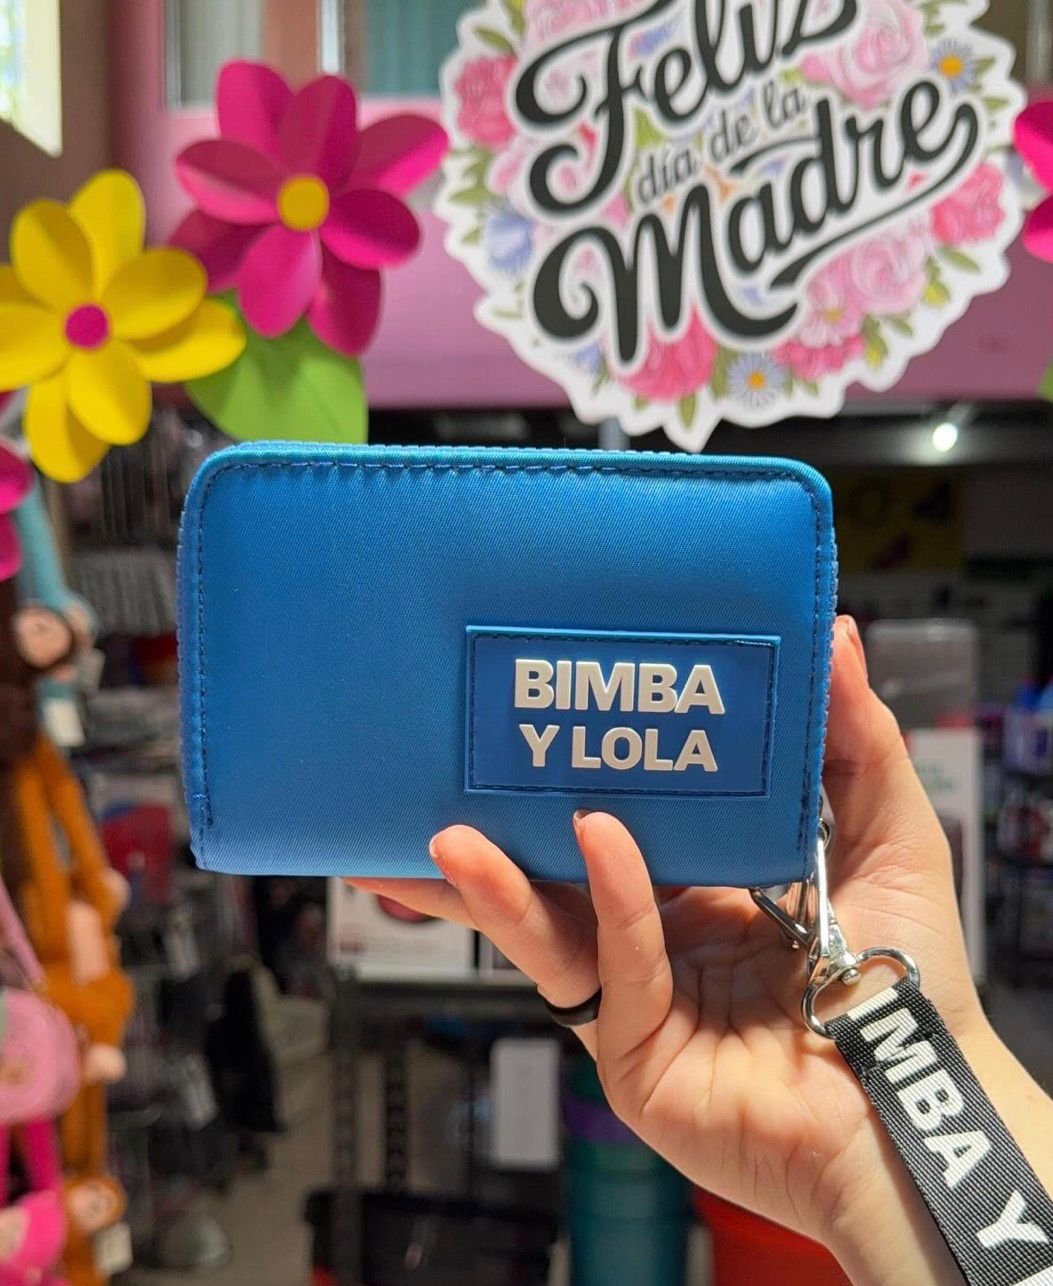 Feliz
día de la
Madre
BIMBA
Y LOLA
IMBA Y